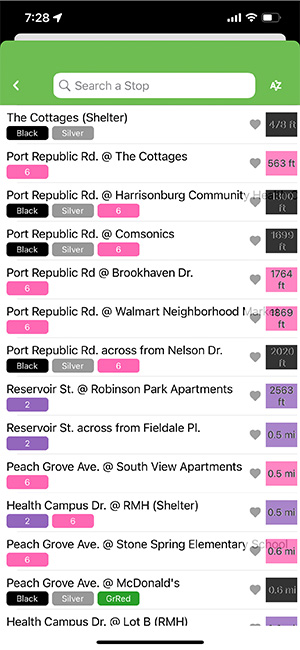 7:28
Search a Stop
AZ
The Cottages (Shelter)
478 ft
Black Silver
Port Republic Rd. @ The Cottages
563 ft
6
Port Republic Rd. @ Harrisonburg Community Health
1300 ft
Black Silver 6
Port Republic Rd. @ Comsonics
1699 ft
Black Silver 6
Port Republic Rd @ Brookhaven Dr.
1764 ft
6
Port Republic Rd. @ Walmart Neighborhood Market
1869 ft
6
Port Republic Rd. across from Nelson Dr.
2020 ft
Black Silver 6
Reservoir St. @ Robinson Park Apartments
2563 ft
2
Reservoir St. across from Fieldale Pl.
0.5 mi
2
Peach Grove Ave. @ South View Apartments
0.5 mi
6
Health Campus Dr. @ RMH (Shelter)
0.5 mi
2 6
Peach Grove Ave. @ Stone Spring Elementary School
0.6 mi
6
Peach Grove Ave. @ McDonald's
0.6 mi
Black Silver GrRed
Health Campus Dr. @ Lot B (RMH)